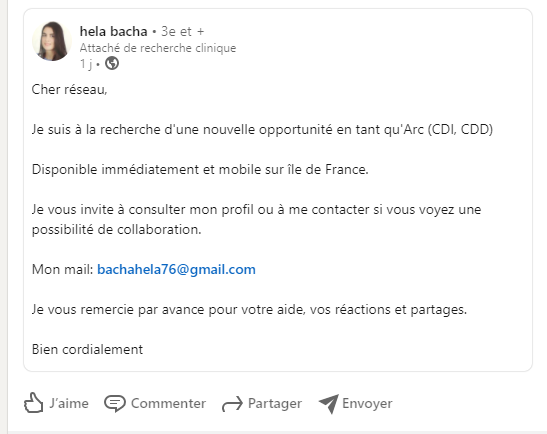 hela bacha • 3e et +
Attaché de recherche clinique
1 j •
Cher réseau,
Je suis à la recherche d'une nouvelle opportunité en tant qu'Arc (CDI, CDD)
Disponible immédiatement et mobile sur île de France.
Je vous invite à consulter mon profil ou à me contacter si vous voyez une
possibilité de collaboration.
Mon mail: bachahela76@gmail.com
Je vous remercie par avance pour votre aide, vos réactions et partages.
Bien cordialement
J'aime Commenter Partager Envoyer